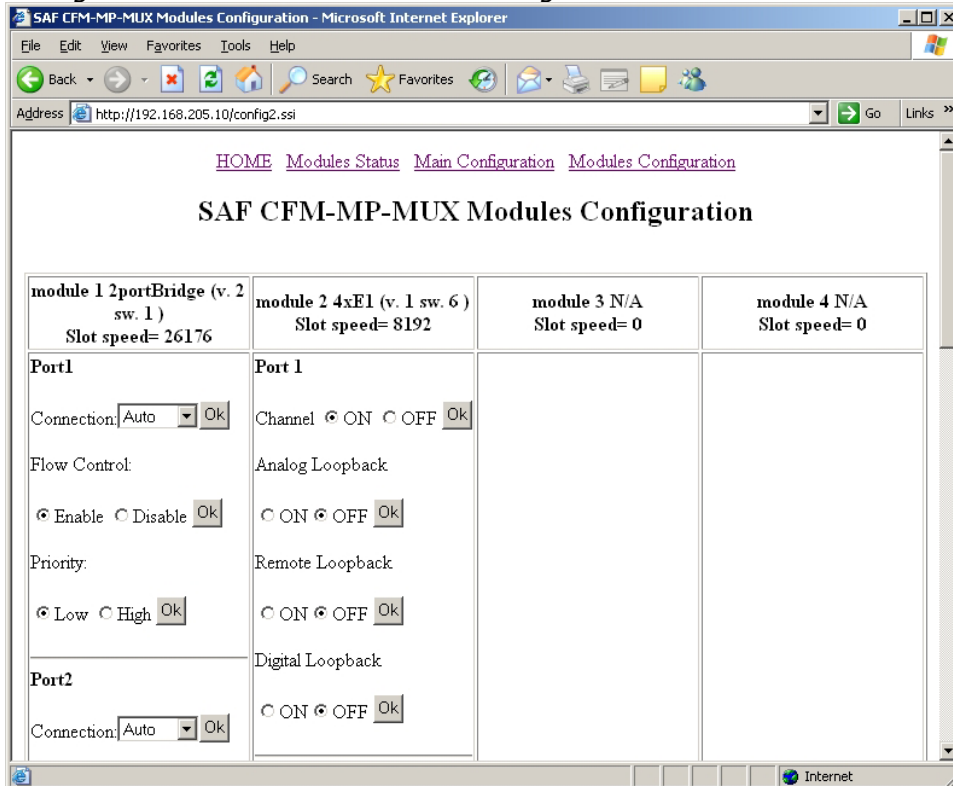 SAF CFM-MP-MUX Modules Configuration - Microsoft Internet Explorer
File Edit View Favorites Tools Help
Back Search Favorites
Address http://192.168.205.10/config2.ssi Go Links »
HOME Modules Status Main Configuration Modules Configuration
SAF CFM-MP-MUX Modules Configuration
module 1 2portBridge (v. 2
sw. 1 )
Slot speed= 26176
module 2 4xE1 (v. 1 sw. 6 )
Slot speed= 8192
module 3 N/A
Slot speed= 0
module 4 N/A
Slot speed= 0
Port1
Connection: Auto Ok
Flow Control:
Enable Disable Ok
Priority:
Low High Ok
Port2
Connection: Auto Ok
Port 1
Channel ON OFF Ok
Analog Loopback
ON OFF Ok
Remote Loopback
ON OFF Ok
Digital Loopback
ON OFF Ok
Internet